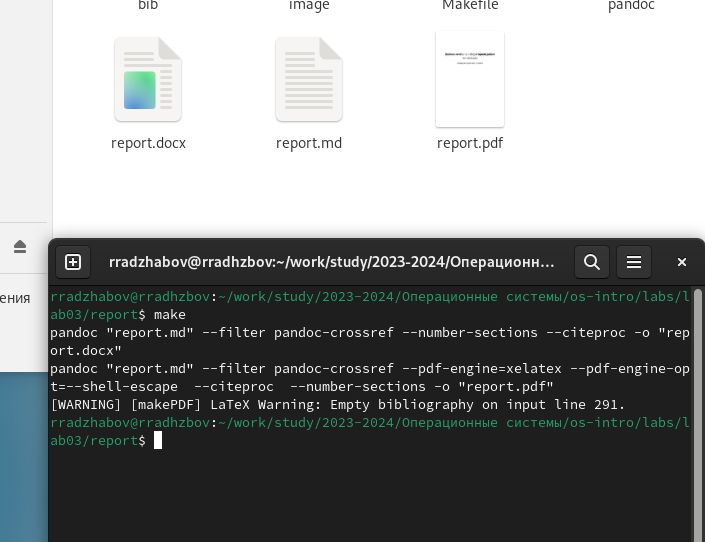 bib image Makefile pandoc
report.docx report.md report.pdf
rradzhabov@rradhzbov:~/work/study/2023-2024/Операционн...
ения
rradzhabov@rradhzbov:~/work/study/2023-2024/Операционные системы/os-intro/labs/l
ab03/report$ make
pandoc "report.md" --filter pandoc-crossref --number-sections --citeproc -o "rep
ort.docx"
pandoc "report.md" --filter pandoc-crossref --pdf-engine=xelatex --pdf-engine-op
t=--shell-escape  --citeproc  --number-sections -o "report.pdf"
[WARNING] [makePDF] LaTeX Warning: Empty bibliography on input line 291.
rradzhabov@rradhzbov:~/work/study/2023-2024/Операционные системы/os-intro/labs/l
ab03/report$